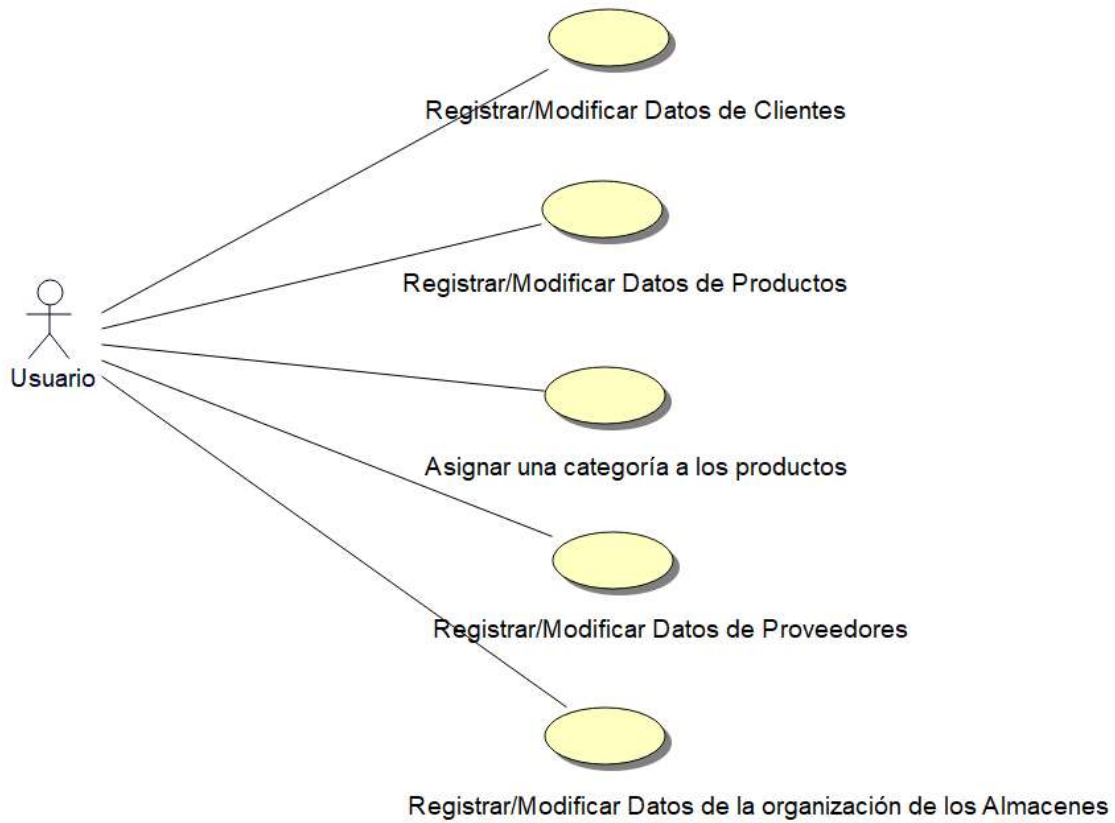 Registrar/Modificar Datos de Clientes
Registrar/Modificar Datos de Productos
Usuario
Asignar una categoría a los productos
Registrar/Modificar Datos de Proveedores
Registrar/Modificar Datos de la organización de los Almacenes